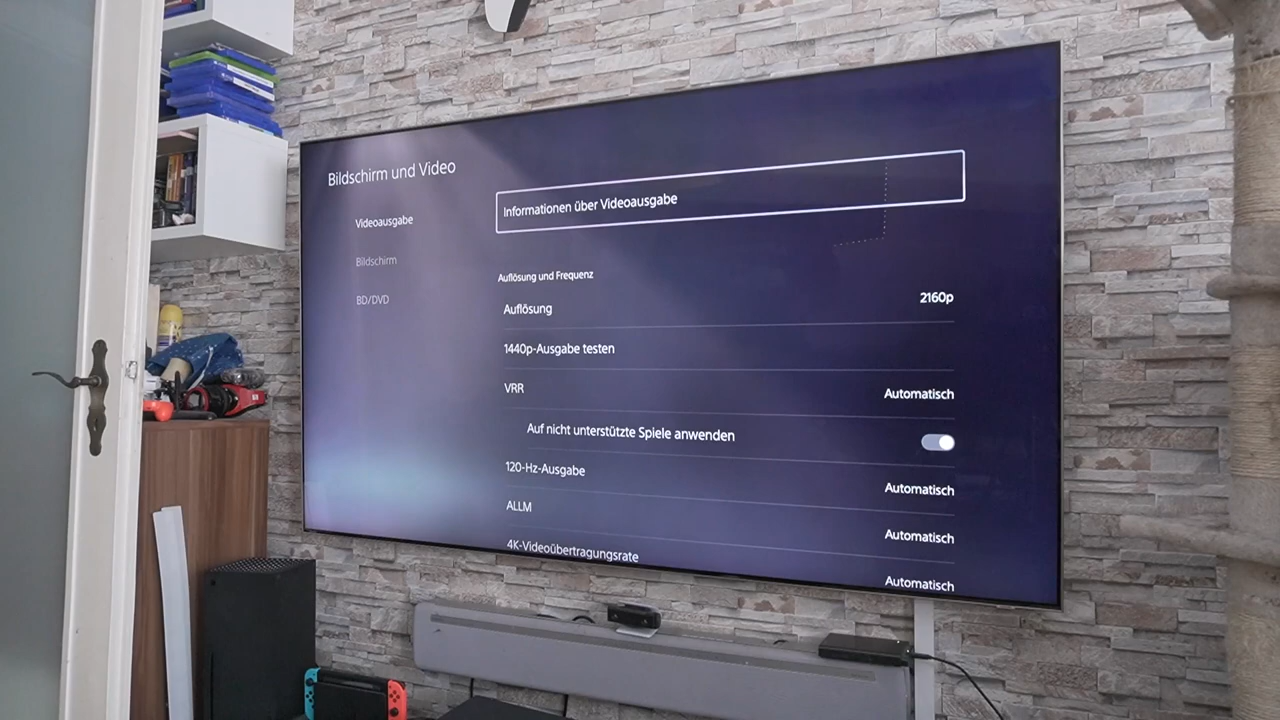 Bildschirm und Video
Videoausgabe
Bildschirm
BD/DVD
Informationen über Videoausgabe
Auflösung und Frequenz
Auflösung 2160p
1440p-Ausgabe testen
VRR Automatisch
Auf nicht unterstützte Spiele anwenden
120-Hz-Ausgabe Automatisch
ALLM Automatisch
4K-Videoübertragungsrate Automatisch